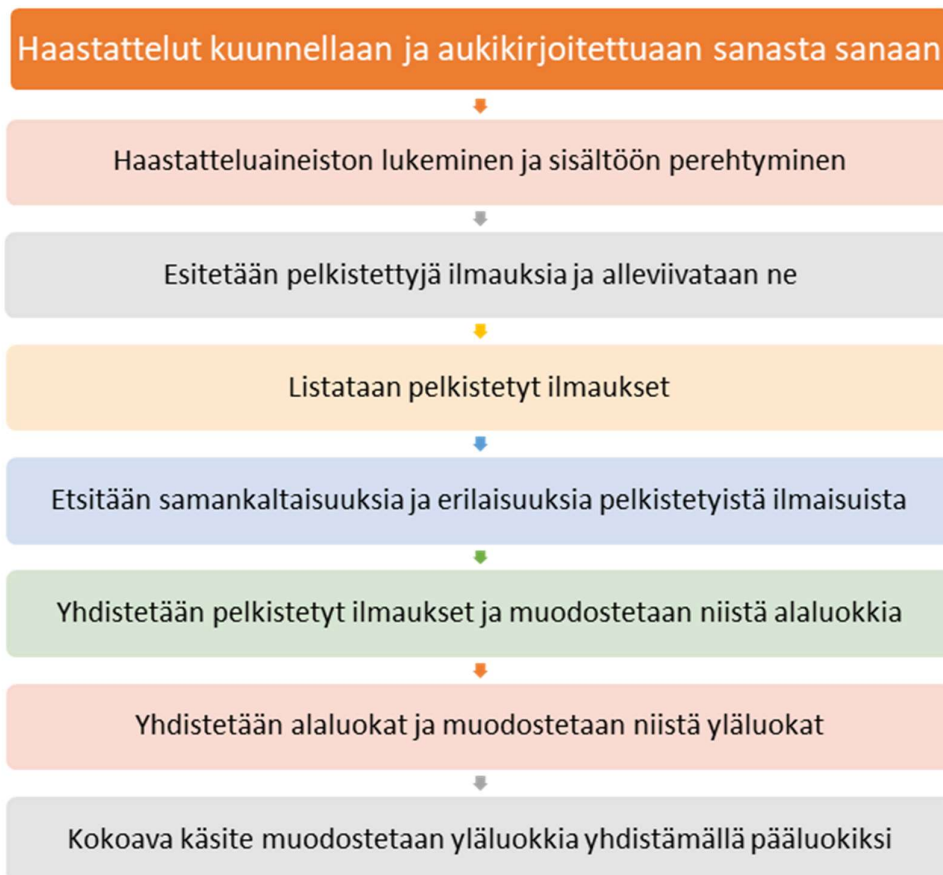 Haastattelut kuunnellaan ja aukikirjoitettuaan sanasta sanaan
Haastatteluaineiston lukeminen ja sisältöön perehtyminen
Esitetään pelkistettyjä ilmauksia ja alleviivataan ne
Listataan pelkistetyt ilmaukset
Etsitään samankaltaisuuksia ja erilaisuuksia pelkistetyistä ilmaisuista
Yhdistetään pelkistetyt ilmaukset ja muodostetaan niistä alaluokkia
Yhdistetään alaluokat ja muodostetaan niistä yläluokat
Kokoava käsite muodostetaan yläluokkia yhdistämällä pääluokiksi